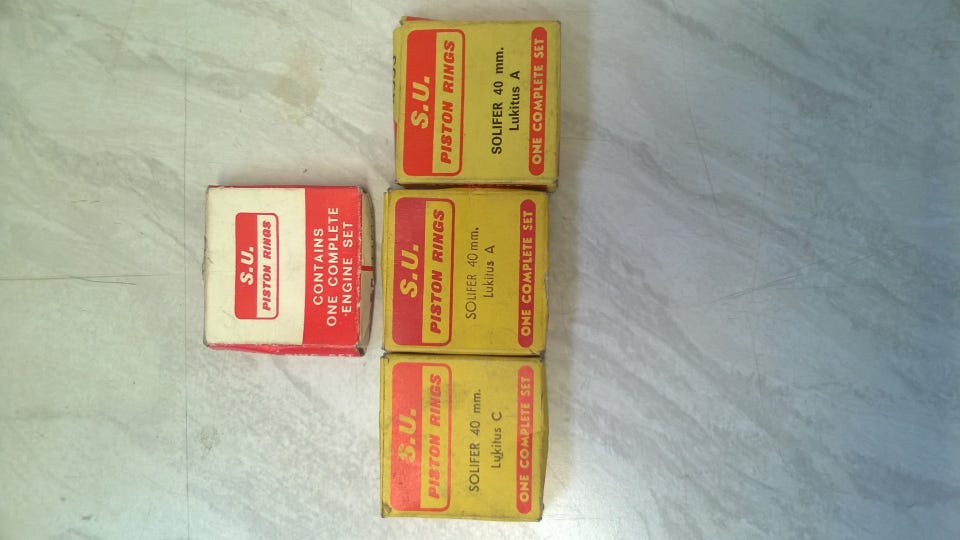 S.U.
PISTON RINGS
CONTAINS
ONE COMPLETE
ENGINE SET
S.U.
PISTON RINGS
SOLIFER 40 mm.
Lukitus A
ONE COMPLETE SET
S.U.
PISTON RINGS
SOLIFER 40 mm.
Lukitus A
ONE COMPLETE SET
S.U.
PISTON RINGS
SOLIFER 40 mm.
Lukitus C
ONE COMPLETE SET